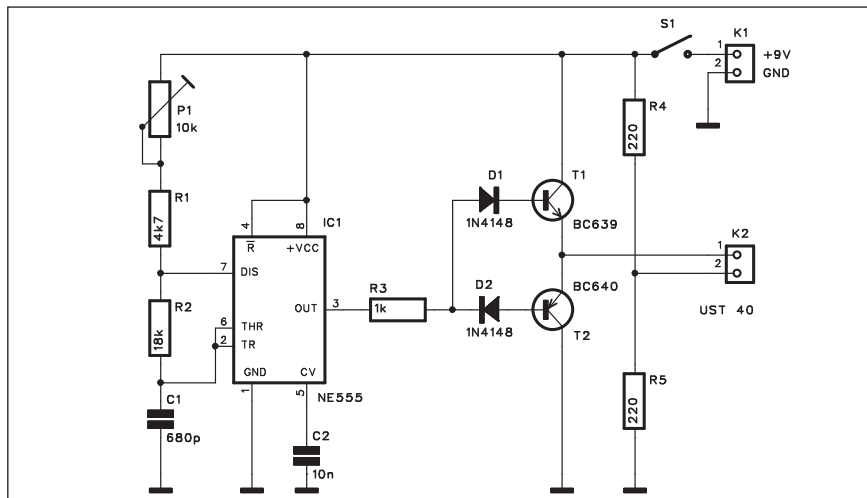 S1
K1
1
+9V
2
GND
P1
10k
R4
220
D1
T1
R1
4k7
4
8
IC1
1N4148
BC639
R
+VCC
K2
7
DIS
1
D2
BC640
2
R3
R2
OUT
3
1k
18k
6
THR
1N4148
UST 40
2
TR
T2
GND
CV
R5
1
5
NE555
220
C1
680p
C2
10n